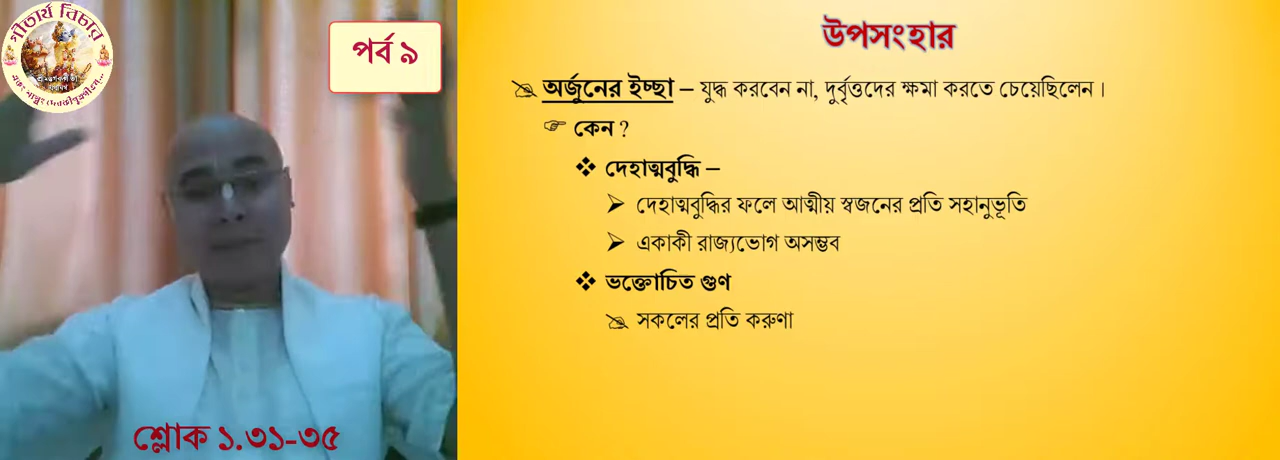 গীতার্থ বিচার
পর্ব ৯
শ্লোক ১.৩১-৩৫
উপসংহার
অর্জুনের ইচ্ছা – যুদ্ধ করবেন না, দুর্বৃত্তদের ক্ষমা করতে চেয়েছিলেন।
কেন ?
দেহাত্মবুদ্ধি –
দেহাত্মবুদ্ধির ফলে আত্মীয় স্বজনের প্রতি সহানুভূতি
একাকী রাজ্যভোগ অসম্ভব
ভক্তোচিত গুণ
সকলের প্রতি করুণা